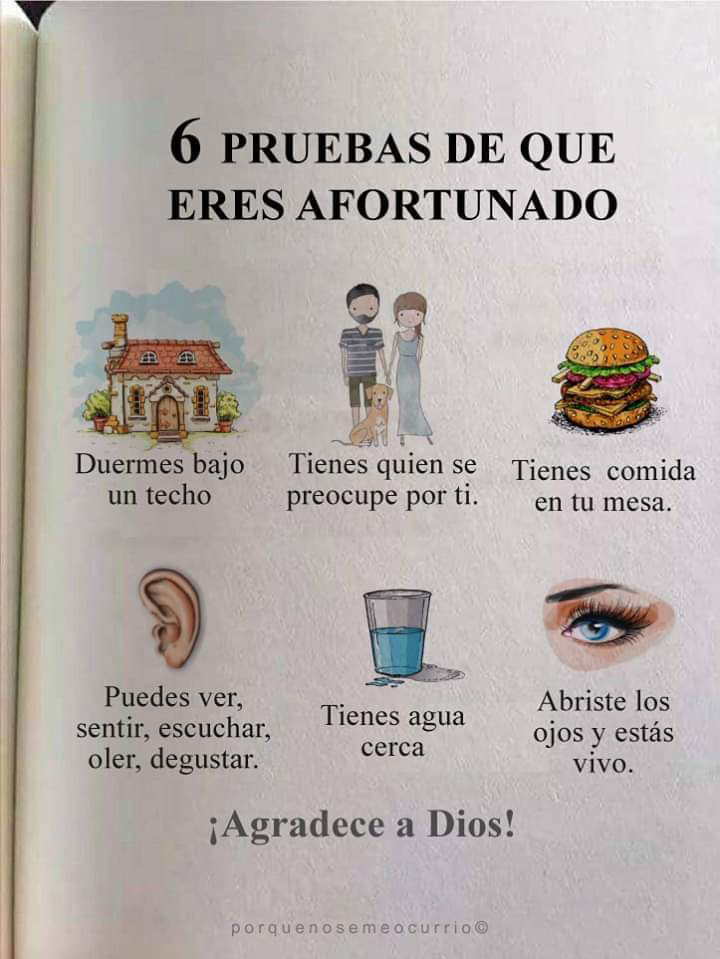 6 PRUEBAS DE QUE
ERES AFORTUNADO
Duermes bajo
un techo
Tienes quien se
preocupe por ti.
Tienes comida
en tu mesa.
Puedes ver,
sentir, escuchar,
oler, degustar.
Tienes agua
cerca
Abriste los
ojos y estás
vivo.
¡Agradece a Dios!
porquenosemeocurrio©